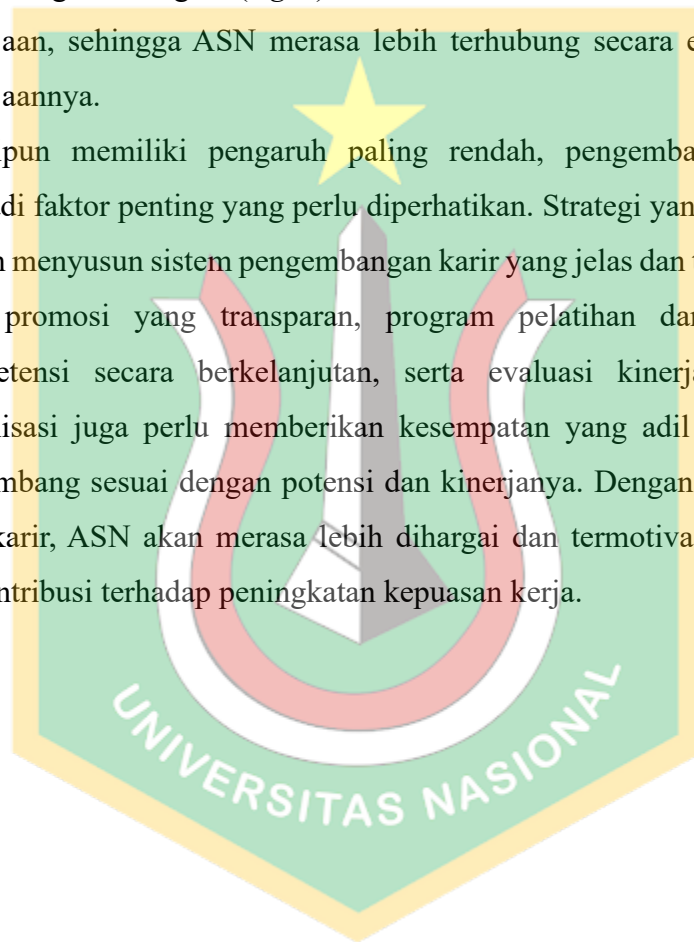 aan, sehingga ASN merasa lebih terhubung secara e
aannya.
pun memiliki pengaruh paling rendah, pengemba
di faktor penting yang perlu diperhatikan. Strategi yan
menyusun sistem pengembangan karir yang jelas dan t
promosi yang transparan, program pelatihan dan
etensi secara berkelanjutan, serta evaluasi kinerja
isasi juga perlu memberikan kesempatan yang adil
mbang sesuai dengan potensi dan kinerjanya. Dengan
karir, ASN akan merasa lebih dihargai dan termotiva
ntribusi terhadap peningkatan kepuasan kerja.
UNIVERSITAS NASIONAL